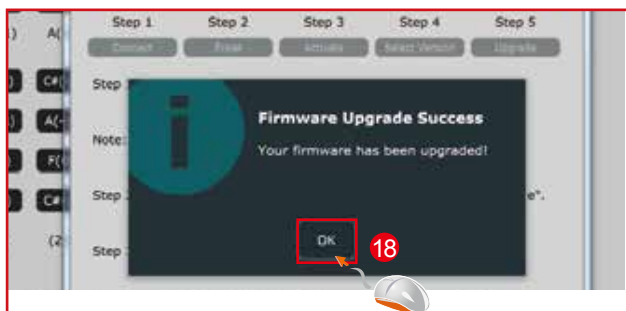 Step 1 Step 2 Step 3 Step 4 Step 5
Connect Erase Activate Select Version Upgrade
A(
C#(
Step
Firmware Upgrade Success
A(-
Note:
Your firmware has been upgraded!
F(
C#
Step
e".
OK
18
(2
Step